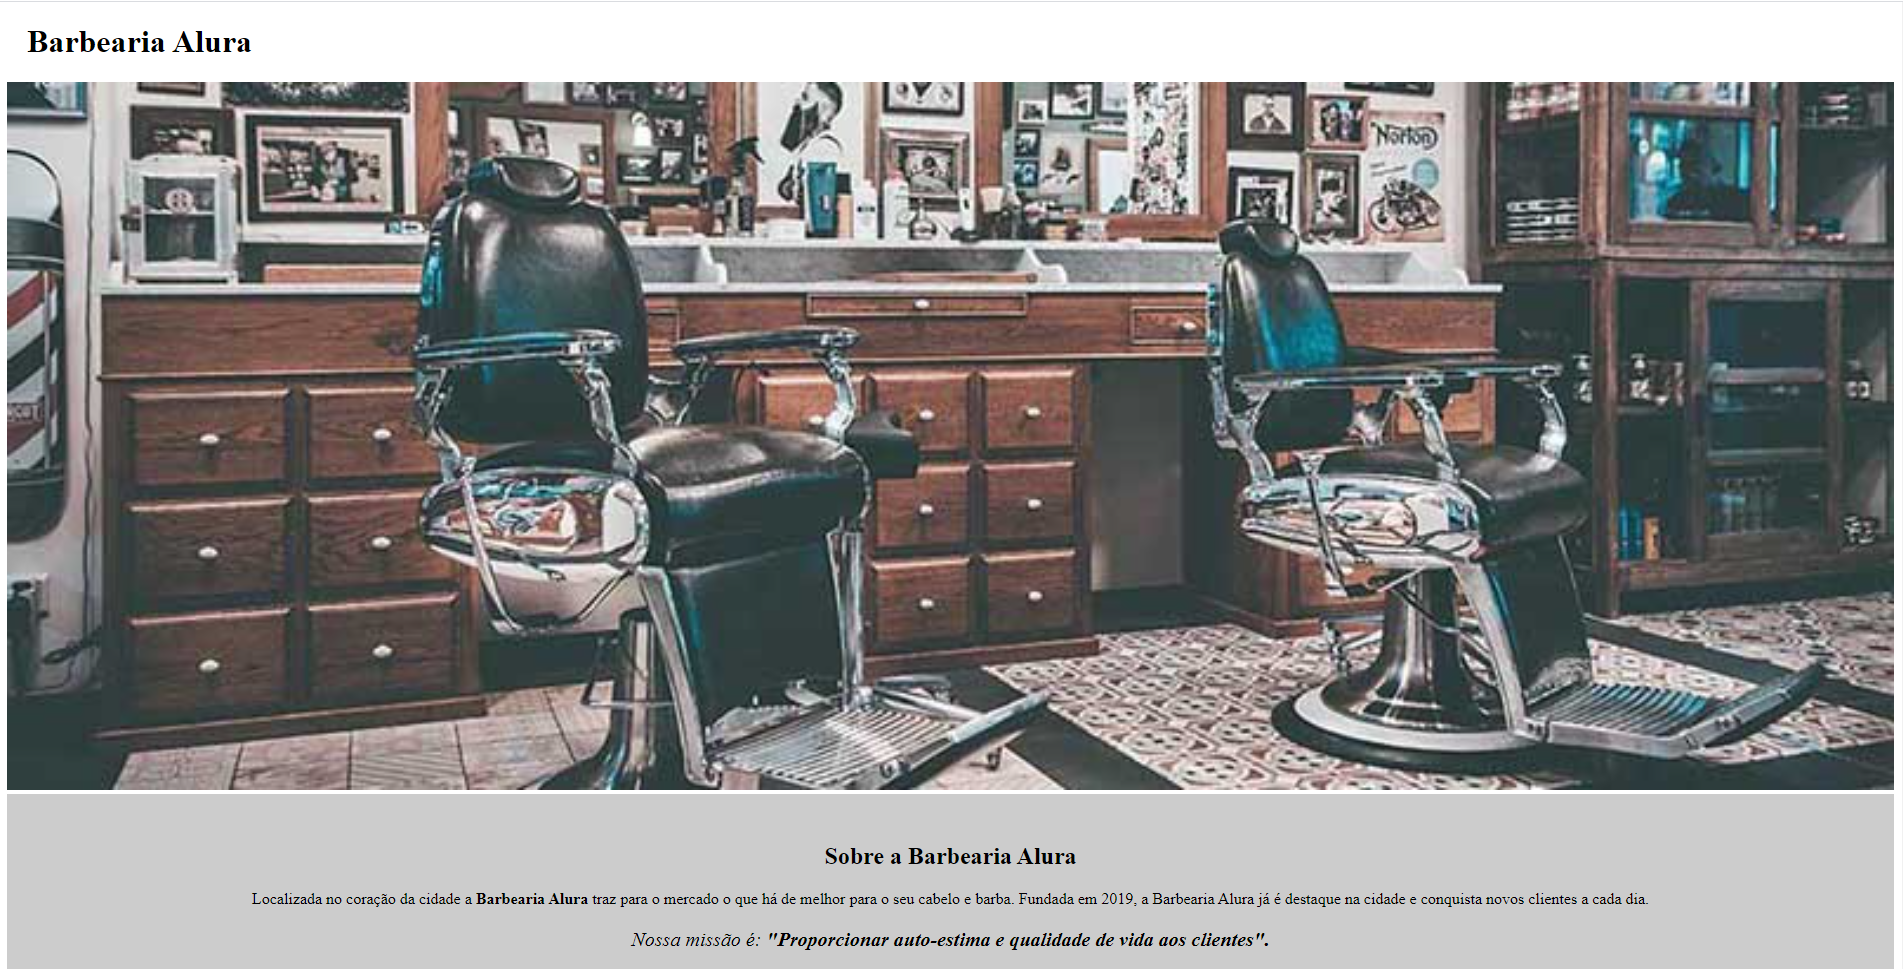 Barbearia Alura
Norton
Sobre a Barbearia Alura
Localizada no coração da cidade a Barbearia Alura traz para o mercado o que há de melhor para o seu cabelo e barba. Fundada em 2019, a Barbearia Alura já é destaque na cidade e conquista novos clientes a cada dia.
Nossa missão é: "Proporcionar auto-estima e qualidade de vida aos clientes".